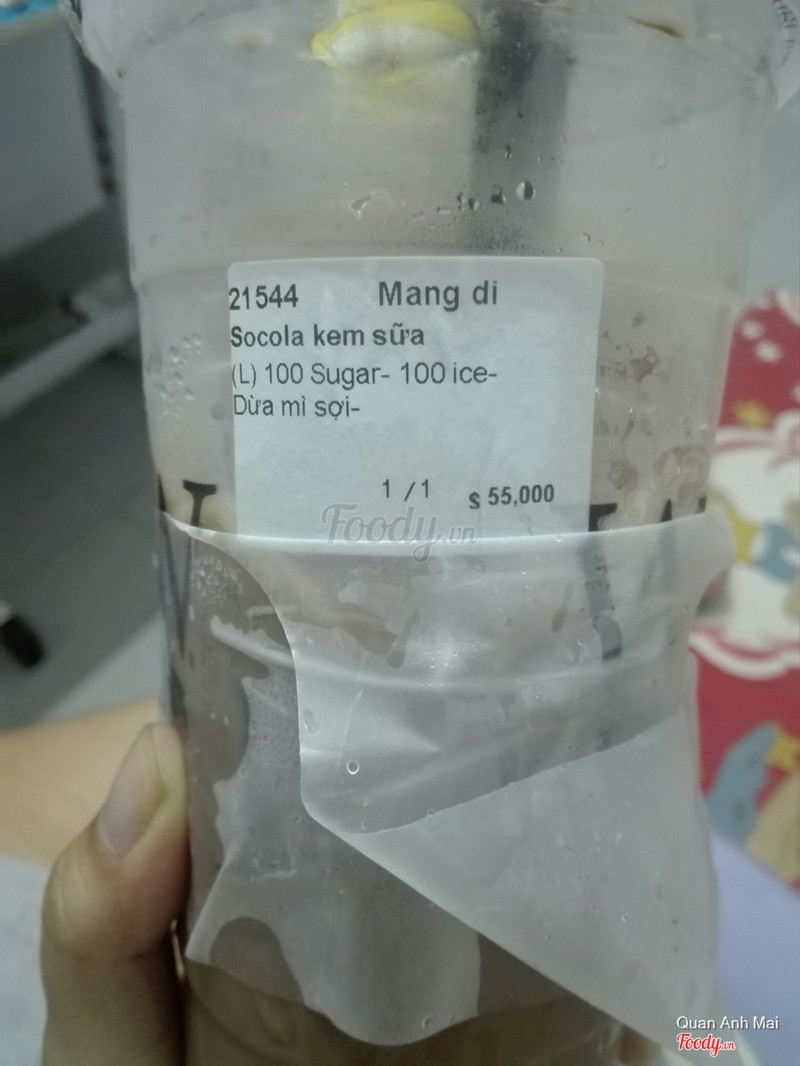 21544 Mang di
Socola kem sữa
(L) 100 Sugar- 100 ice-
Dừa mì sợi-
1 / 1 $ 55,000
Foody.vn
Quan Anh Mai
Foody.vn